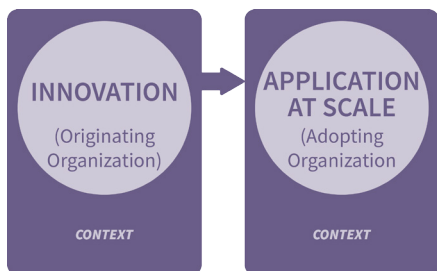 INNOVATION
(Originating
Organization)
CONTEXT
APPLICATION
AT SCALE
(Adopting
Organization
CONTEXT